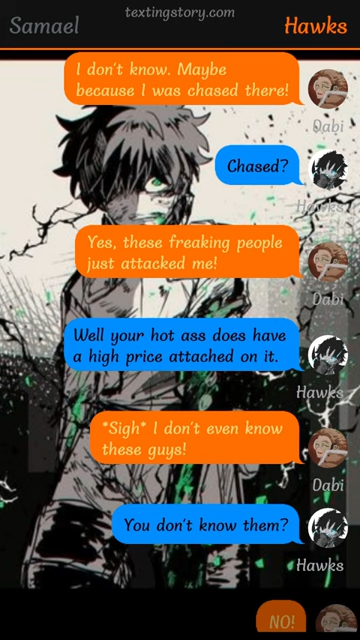 textingstory.com
Samael
Hawks
I don't know. Maybe
because I was chased there!
Dabi
Chased?
Hawks
Yes, these freaking people
just attacked me!
Dabi
Well your hot ass does have
a high price attached on it.
Hawks
*Sigh* I don't even know
these guys!
Dabi
You don't know them?
Hawks
NO!